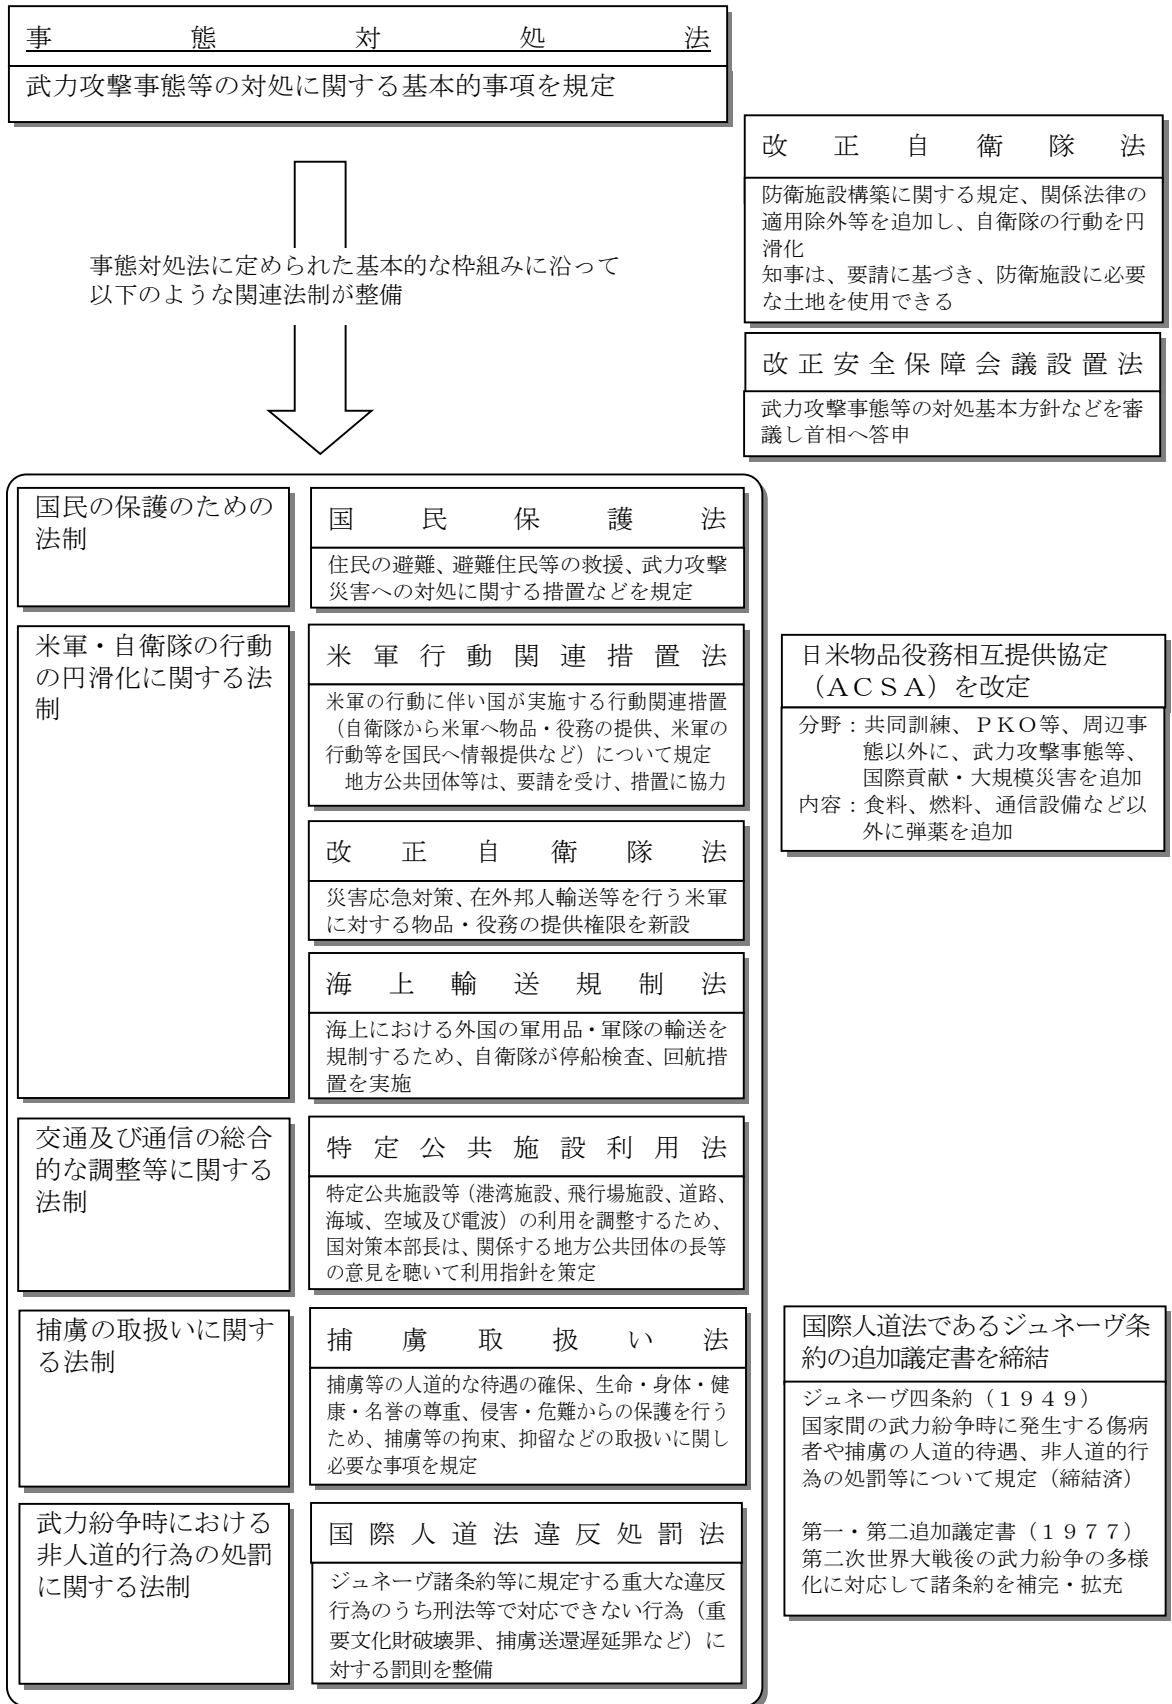 事態対処法
武力攻撃事態等の対処に関する基本的事項を規定
改正自衛隊法
防衛施設構築に関する規定、関係法律の
適用除外等を追加し、自衛隊の行動を円
滑化
知事は、要請に基づき、防衛施設に必要
な土地を使用できる
事態対処法に定められた基本的な枠組みに沿って
以下のような関連法制が整備
改正安全保障会議設置法
武力攻撃事態等の対処基本方針などを審
議し首相へ答申
国民の保護のための
法制
国民保護法
住民の避難、避難住民等の救援、武力攻撃
災害への対処に関する措置などを規定
米軍・自衛隊の行動
の円滑化に関する法
制
米軍行動関連措置法
米軍の行動に伴い国が実施する行動関連措置
（自衛隊から米軍へ物品・役務の提供、米軍の
行動等を国民へ情報提供など）について規定
地方公共団体等は、要請を受け、措置に協力
日米物品役務相互提供協定
（ＡＣＳＡ）を改定
分野：共同訓練、ＰＫＯ等、周辺事
態以外に、武力攻撃事態等、
国際貢献・大規模災害を追加
内容：食料、燃料、通信設備など以
外に弾薬を追加
改正自衛隊法
災害応急対策、在外邦人輸送等を行う米軍
に対する物品・役務の提供権限を新設
海上輸送規制法
海上における外国の軍用品・軍隊の輸送を
規制するため、自衛隊が停船検査、回航措
置を実施
交通及び通信の総合
的な調整等に関する
法制
特定公共施設利用法
特定公共施設等（港湾施設、飛行場施設、道路、
海域、空域及び電波）の利用を調整するため、
国対策本部長は、関係する地方公共団体の長等
の意見を聴いて利用指針を策定
捕虜の取扱いに関す
る法制
捕虜取扱い法
捕虜等の人道的な待遇の確保、生命・身体・健
康・名誉の尊重、侵害・危難からの保護を行う
ため、捕虜等の拘束、抑留などの取扱いに関し
必要な事項を規定
国際人道法であるジュネーヴ条
約の追加議定書を締結
ジュネーヴ四条約（１９４９）
国家間の武力紛争時に発生する傷病
者や捕虜の人道的待遇、非人道的行
為の処罰等について規定（締結済）
第一・第二追加議定書（１９７７）
第二次世界大戦後の武力紛争の多様
化に対応して諸条約を補完・拡充
武力紛争時における
非人道的行為の処罰
に関する法制
国際人道法違反処罰法
ジュネーヴ諸条約等に規定する重大な違反
行為のうち刑法等で対応できない行為（重
要文化財破壊罪、捕虜送還遅延罪など）に
対する罰則を整備